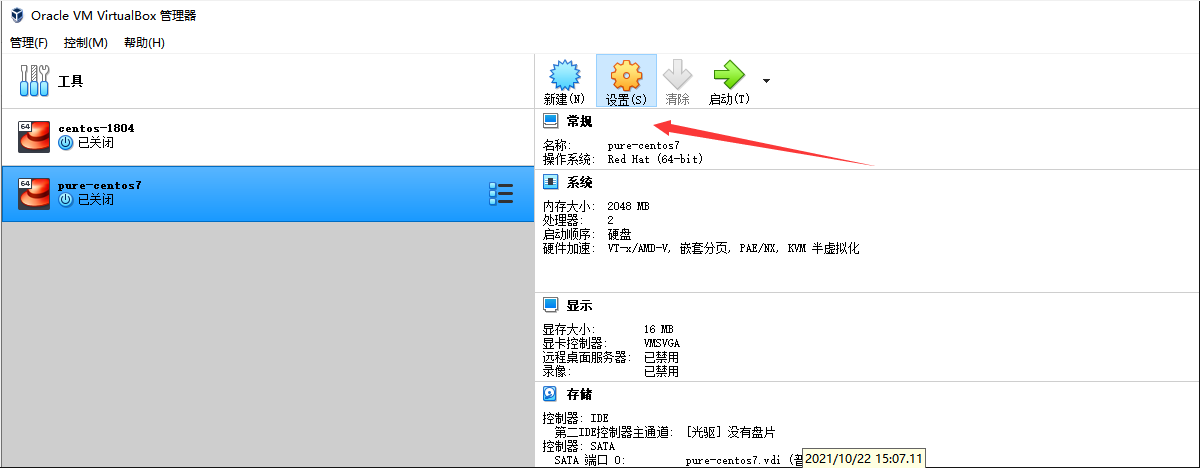 Oracle VM VirtualBox 管理器
管理(F) 控制(M) 帮助(H)
工具
新建(N) 设置(S) 清除 启动(T)
64 centos-1804
已关闭
64 pure-centos7
已关闭
常规
名称: pure-centos7
操作系统: Red Hat (64-bit)
系统
内存大小: 2048 MB
处理器: 2
启动顺序: 硬盘
硬件加速: VT-x/AMD-V, 嵌套分页, PAE/NX, KVM 半虚拟化
显示
显存大小: 16 MB
显卡控制器: VMSVGA
远程桌面服务器: 已禁用
录像: 已禁用
存储
控制器: IDE
第二IDE控制器主通道: [光驱] 没有盘片
控制器: SATA
SATA 端口 0: pure-centos7.vdi (普
2021/10/22 15:07.11